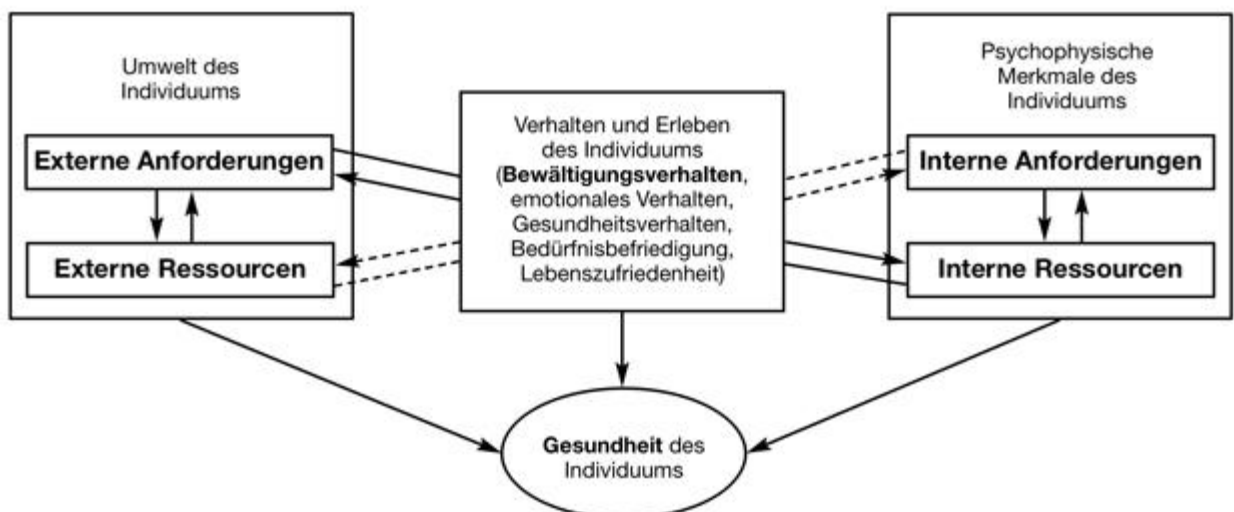 Umwelt des
Individuums
Externe Anforderungen
Externe Ressourcen
Verhalten und Erleben
des Individuums
(Bewältigungsverhalten,
emotionales Verhalten,
Gesundheitsverhalten,
Bedürfnisbefriedigung,
Lebenszufriedenheit)
Psychophysische
Merkmale des
Individuums
Interne Anforderungen
Interne Ressourcen
Gesundheit des
Individuums